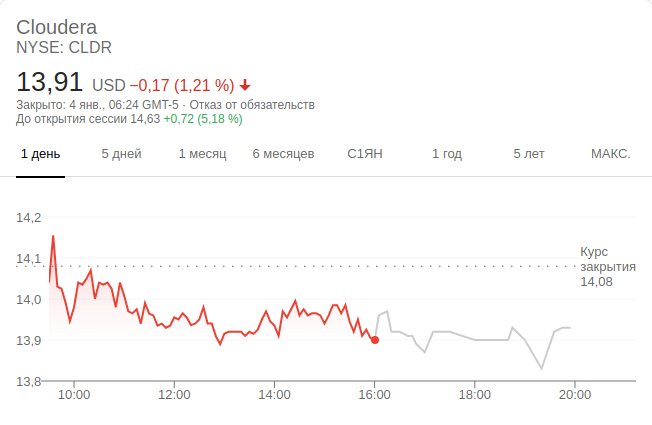 Cloudera
NYSE: CLDR
13,91 USD −0,17 (1,21 %)
Закрыто: 4 янв., 06:24 GMT-5 · Отказ от обязательств
До открытия сессии 14,63 +0,72 (5,18 %)
1 день 5 дней 1 месяц 6 месяцев С1ЯН 1 год 5 лет МАКС.
14,2
14,1
14,0
13,9
13,8
Курс
закрытия
14,08
10:00 12:00 14:00 16:00 18:00 20:00